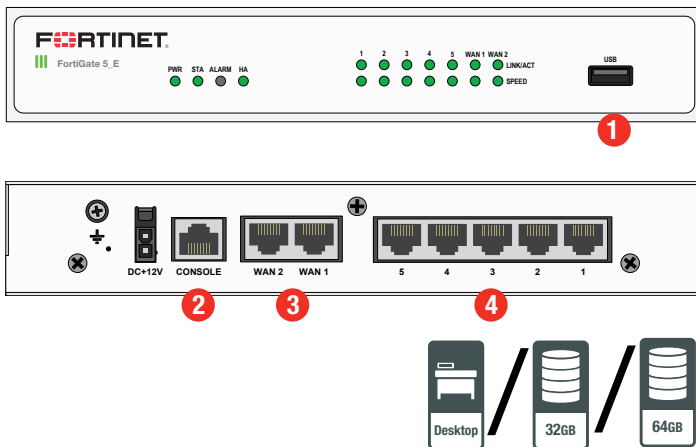 FORTINET.
FortiGate 5_E
PWR STA ALARM HA
1 2 3 4 5 WAN 1 WAN 2
LINK/ACT
SPEED
USB
1
DC+12V CONSOLE WAN 2 WAN 1 5 4 3 2 1
2 3 4
Desktop / 32GB / 64GB